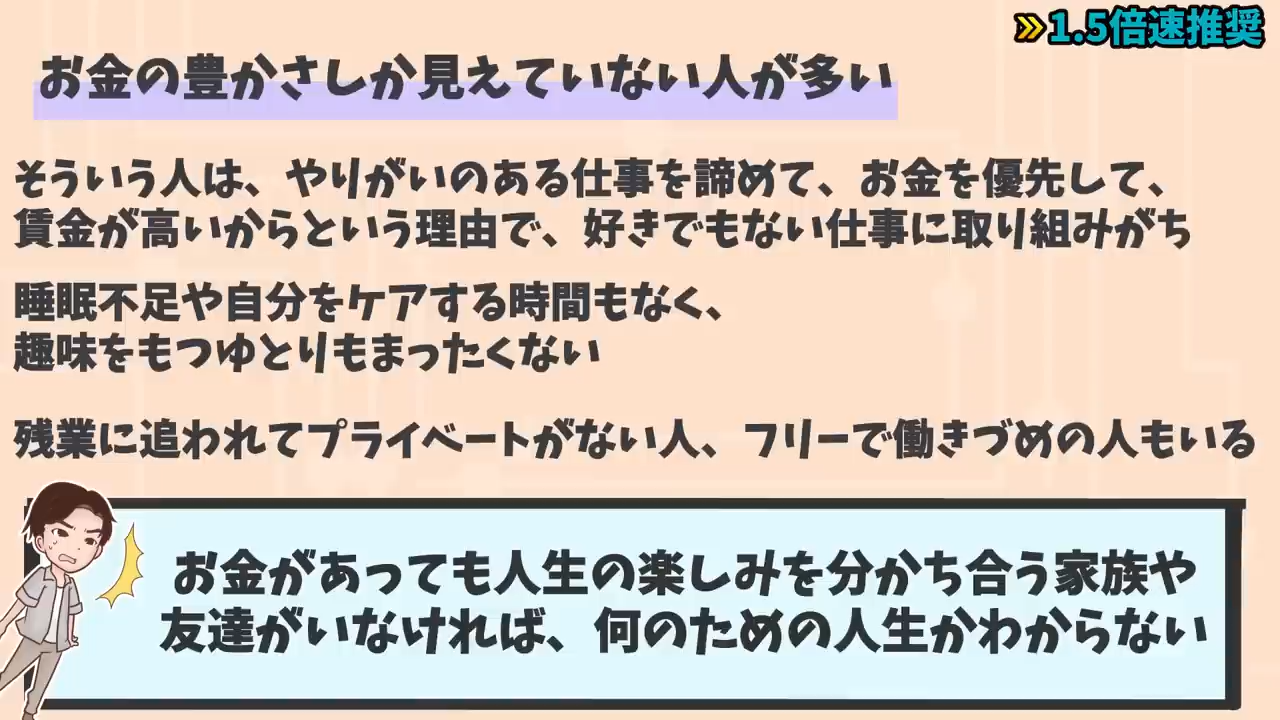 1.5倍速推奨
お金の豊かさしか見えていない人が多い
そういう人は、やりがいのある仕事を諦めて、お金を優先して、
賃金が高いからという理由で、好きでもない仕事に取り組みがち
睡眠不足や自分をケアする時間もなく、
趣味をもつゆとりもまったくない
残業に追われてプライベートがない人、フリーで働きづめの人もいる
お金があっても人生の楽しみを分かち合う家族や
友達がいなければ、何のための人生かわからない